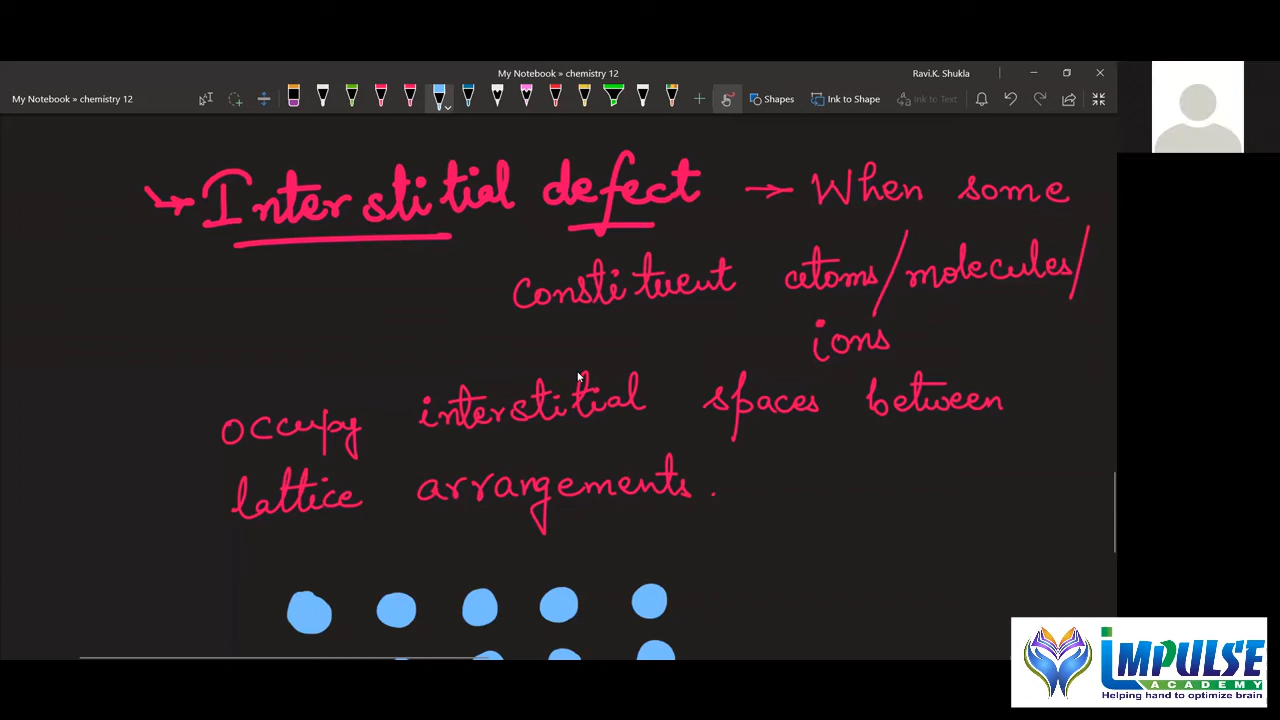 My Notebook » chemistry 12
Ravi.K. Shukla
My Notebook » chemistry 12
Shapes
Ink to Shape
Ink to Text
Interstitial defect → When some
constituent atoms/molecules/
ions
occupy interstitial spaces between
lattice arrangements.
iMPULSE
ACADEMY
Helping hand to optimize brain